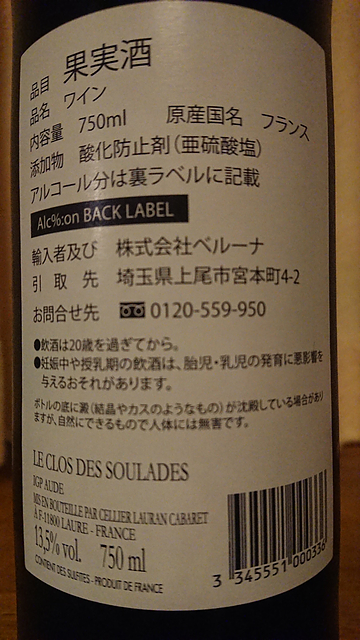 品目 果実酒
品名 ワイン
内容量 750ml 原産国名 フランス
添加物 酸化防止剤(亜硫酸塩)
アルコール分は裏ラベルに記載
Alc%:on BACK LABEL
輸入者及び 株式会社ベルーナ
引取先 埼玉県上尾市宮本町4-2
お問合せ先 0120-559-950
●飲酒は20歳を過ぎてから。
●妊娠中や授乳期の飲酒は、胎児・乳児の発育に悪影響を
与えるおそれがあります。
ボトルの底に澱(結晶やカスのようなもの)が沈殿している場合があり
ますが、自然にできるもので人体には無害です。
LE CLOS DES SOULADES
IGP AUDE
MIS EN BOUTEILLE PAR CELLIER LAURAN CABARET
À F-11800 LAURE - FRANCE
13,5% vol. 750 ml
CONTENT DES SULFITES - PRODUIT DE FRANCE
3 345551 000336